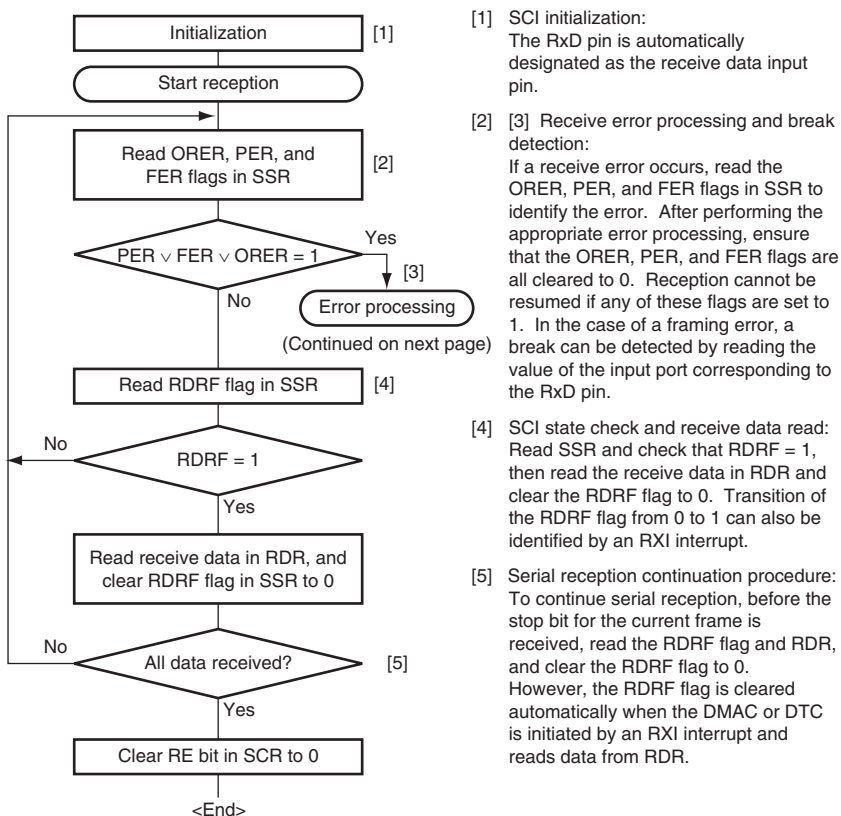 Initialization [1]
Start reception
Read ORER, PER, and
FER flags in SSR [2]
PER ∨ FER ∨ ORER = 1
Yes
[3]
No
Error processing
(Continued on next page)
Read RDRF flag in SSR [4]
No
RDRF = 1
Yes
Read receive data in RDR, and
clear RDRF flag in SSR to 0
No
All data received? [5]
Yes
Clear RE bit in SCR to 0
<End>
[1] SCI initialization:
The RxD pin is automatically
designated as the receive data input
pin.
[2] [3] Receive error processing and break
detection:
If a receive error occurs, read the
ORER, PER, and FER flags in SSR to
identify the error. After performing the
appropriate error processing, ensure
that the ORER, PER, and FER flags are
all cleared to 0. Reception cannot be
resumed if any of these flags are set to
1. In the case of a framing error, a
break can be detected by reading the
value of the input port corresponding to
the RxD pin.
[4] SCI state check and receive data read:
Read SSR and check that RDRF = 1,
then read the receive data in RDR and
clear the RDRF flag to 0. Transition of
the RDRF flag from 0 to 1 can also be
identified by an RXI interrupt.
[5] Serial reception continuation procedure:
To continue serial reception, before the
stop bit for the current frame is
received, read the RDRF flag and RDR,
and clear the RDRF flag to 0.
However, the RDRF flag is cleared
automatically when the DMAC or DTC
is initiated by an RXI interrupt and
reads data from RDR.